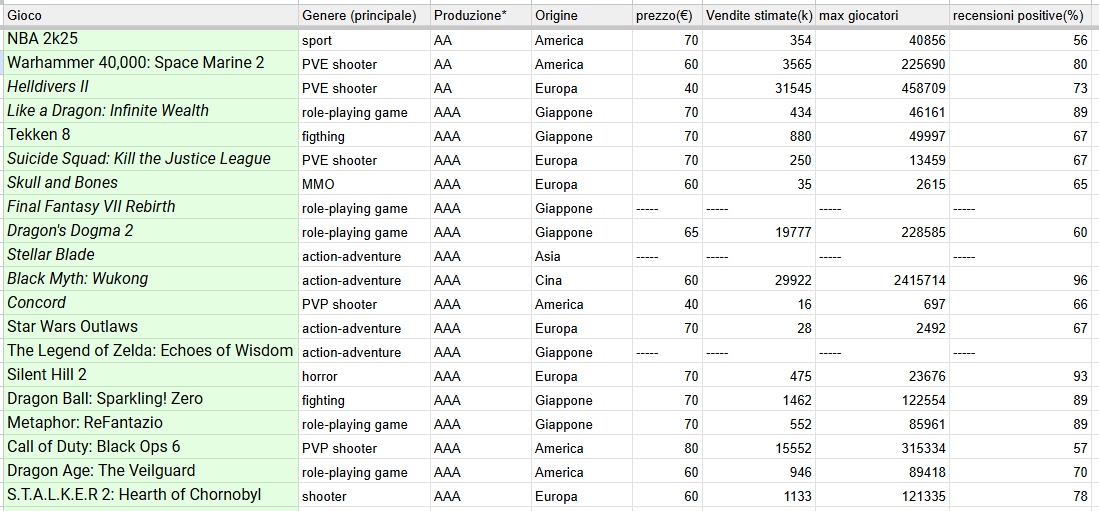 Gioco Genere (principale) Produzione* Origine prezzo(€) Vendite stimate(k) max giocatori recensioni positive(%)
NBA 2k25 sport AA America 70 354 40856 56
Warhammer 40,000: Space Marine 2 PVE shooter AA America 60 3565 225690 80
Helldivers II PVE shooter AA Europa 40 31545 458709 73
Like a Dragon: Infinite Wealth role-playing game AAA Giappone 70 434 46161 89
Tekken 8 figthing AAA Giappone 70 880 49997 67
Suicide Squad: Kill the Justice League PVE shooter AAA Europa 70 250 13459 67
Skull and Bones MMO AAA Europa 60 35 2615 65
Final Fantasy VII Rebirth role-playing game AAA Giappone ----- ----- ----- -----
Dragon's Dogma 2 role-playing game AAA Giappone 65 19777 228585 60
Stellar Blade action-adventure AAA Asia ----- ----- ----- -----
Black Myth: Wukong action-adventure AAA Cina 60 29922 2415714 96
Concord PVP shooter AAA America 40 16 697 66
Star Wars Outlaws action-adventure AAA Europa 70 28 2492 67
The Legend of Zelda: Echoes of Wisdom action-adventure AAA Giappone ----- ----- ----- -----
Silent Hill 2 horror AAA Europa 70 475 23676 93
Dragon Ball: Sparkling! Zero fighting AAA Giappone 70 1462 122554 89
Metaphor: ReFantazio role-playing game AAA Giappone 70 552 85961 89
Call of Duty: Black Ops 6 PVP shooter AAA America 80 15552 315334 57
Dragon Age: The Veilguard role-playing game AAA America 60 946 89418 70
S.T.A.L.K.E.R 2: Hearth of Chornobyl shooter AAA Europa 60 1133 121335 78